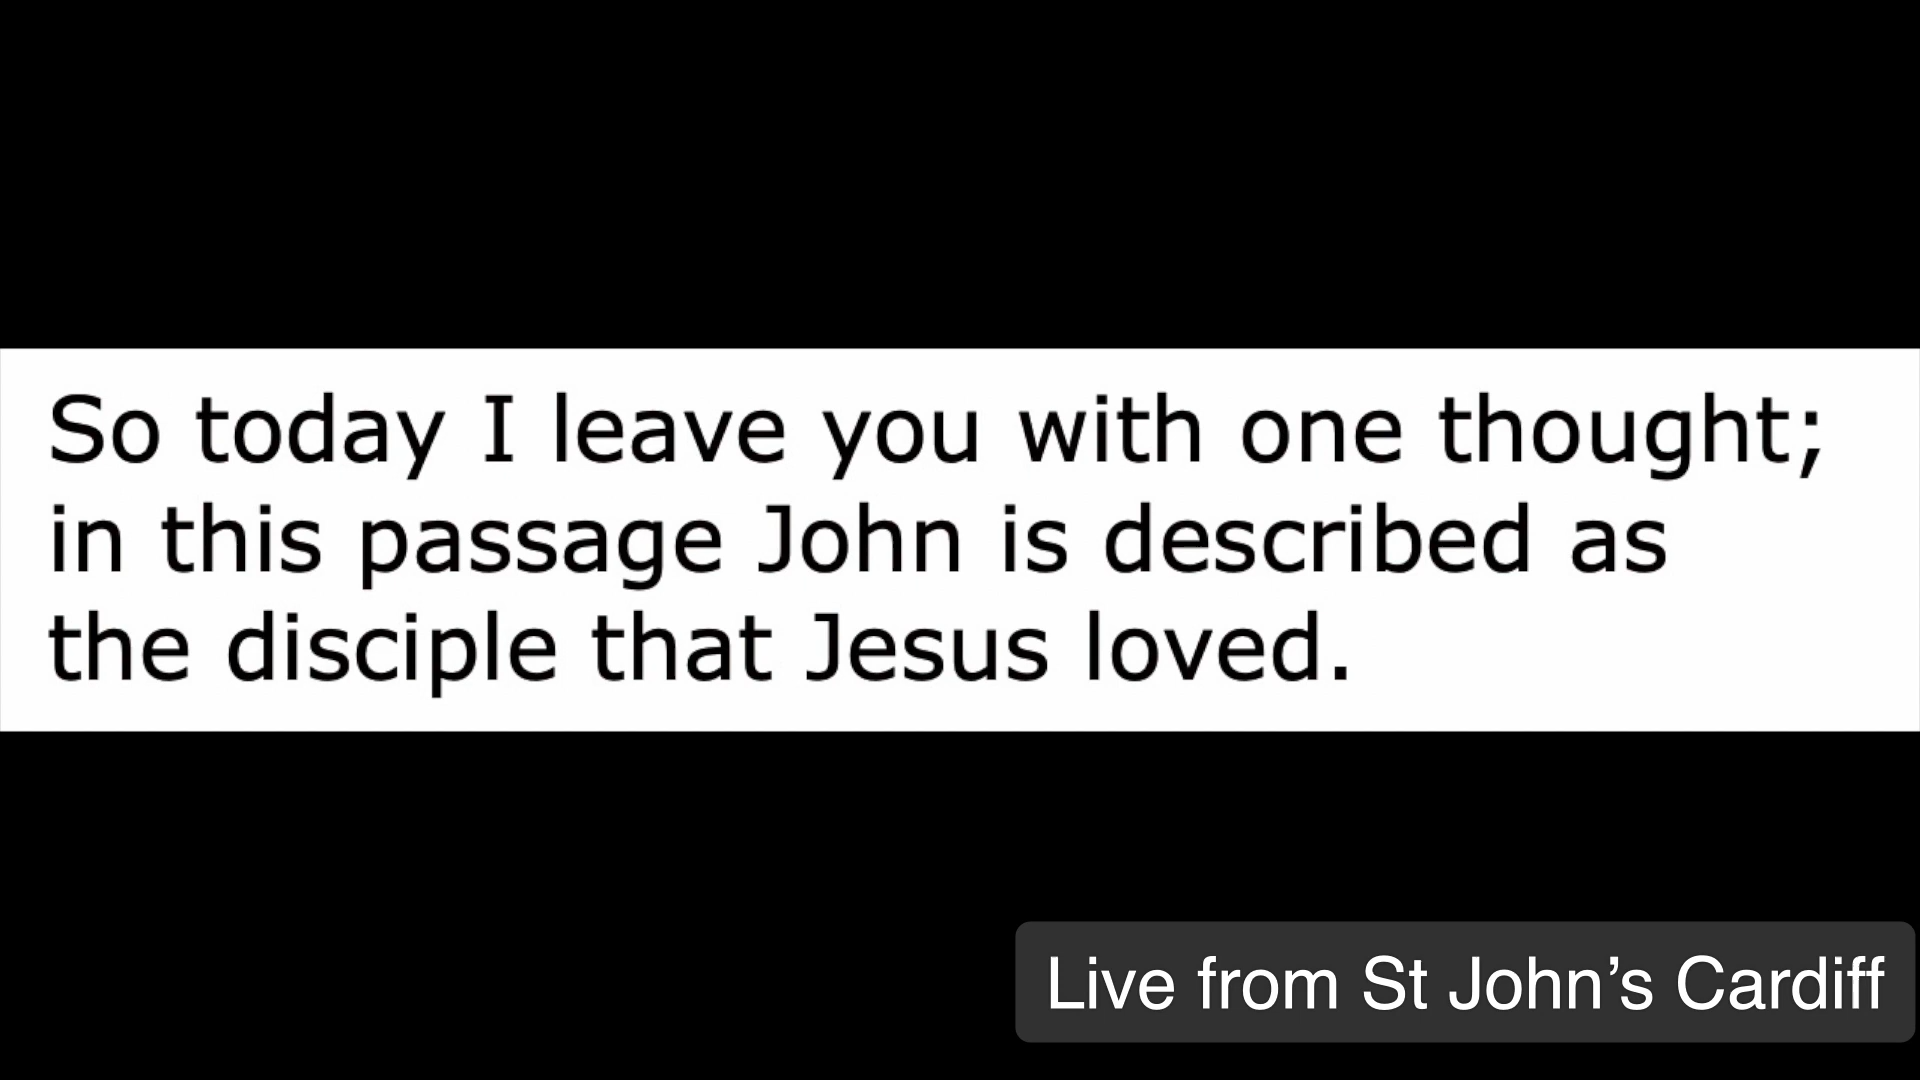 So today I leave you with one thought;
in this passage John is described as
the disciple that Jesus loved.
Live from St John’s Cardiff